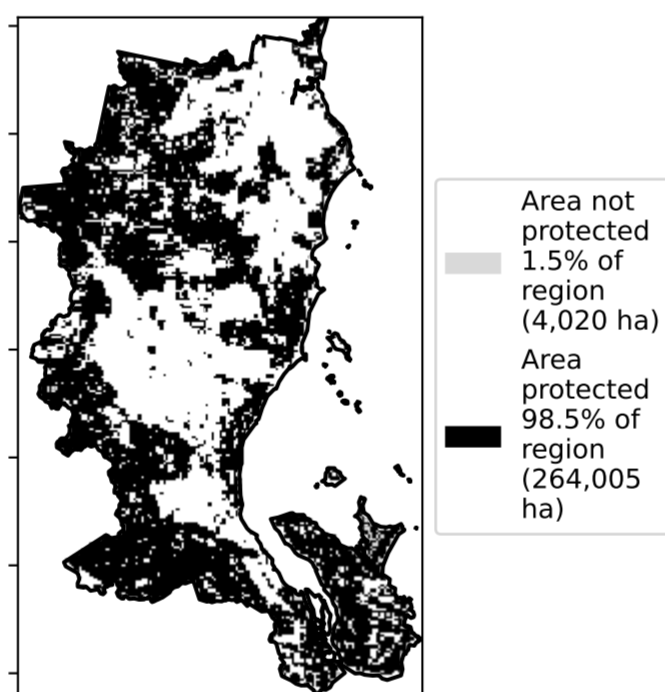 Area not
protected
1.5% of
region
(4,020 ha)
Area
protected
98.5% of
region
(264,005
ha)